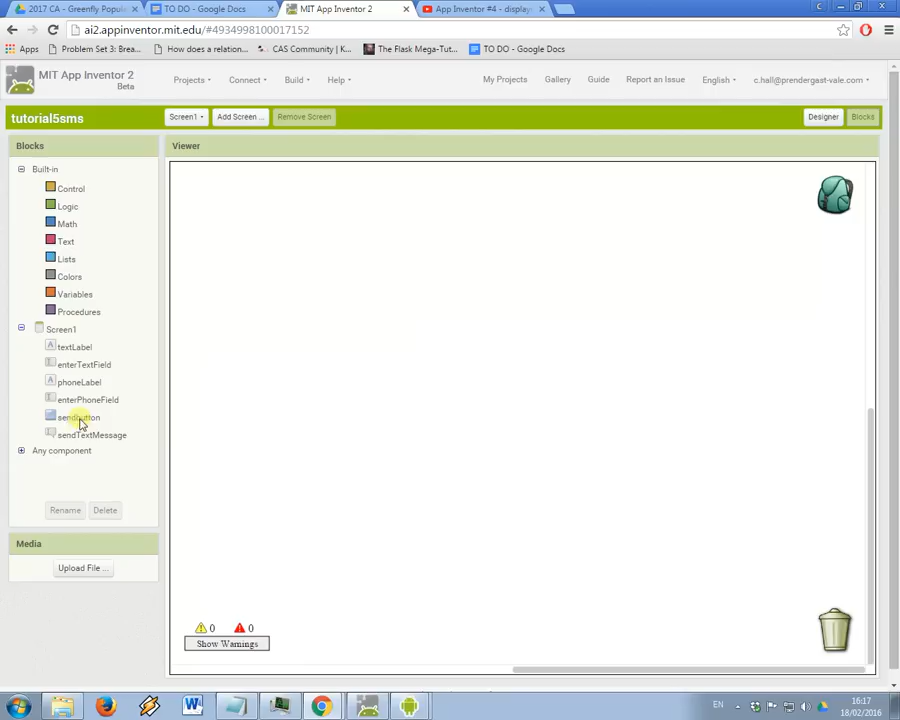 2017 CA - Greenfly Popul
TO DO - Google Docs
MIT App Inventor 2
App Inventor #4 - display
ai2.appinventor.mit.edu/#4934998100017152
Apps
Problem Set 3: Brea...
How does a relation...
CAS Community | K...
The Flask Mega-Tut...
TO DO - Google Docs
MIT App Inventor 2
Beta
Projects
Connect
Build
Help
My Projects
Gallery
Guide
Report an Issue
English
c.hall@prendergast-vale.com
tutorial5sms
Screen1
Add Screen ...
Remove Screen
Designer
Blocks
Blocks
Viewer
Built-in
Control
Logic
Math
Text
Lists
Colors
Variables
Procedures
Screen1
textLabel
enterTextField
phoneLabel
enterPhoneField
sendbutton
sendTextMessage
Any component
Rename
Delete
Media
Upload File ...
0
0
Show Warnings
EN
16:17
18/02/2016